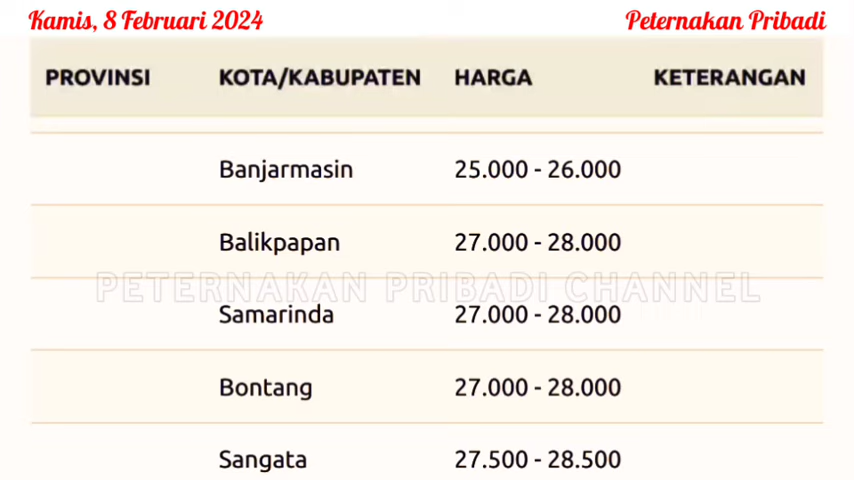 Kamis, 8 Februari 2024 Peternakan Pribadi
PROVINSI KOTA/KABUPATEN HARGA KETERANGAN
Banjarmasin 25.000 - 26.000
Balikpapan 27.000 - 28.000
PETERNAKAN PRIBADI CHANNEL
Samarinda 27.000 - 28.000
Bontang 27.000 - 28.000
Sangata 27.500 - 28.500